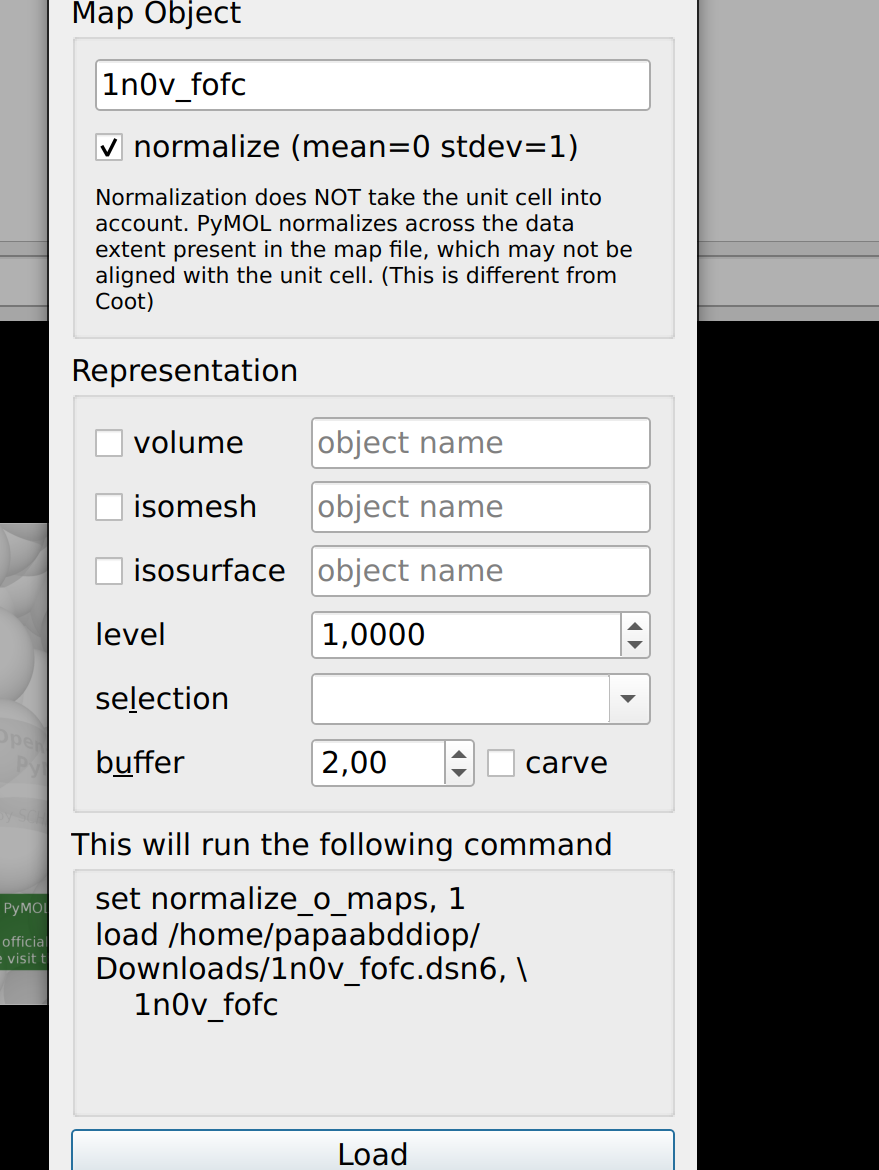 Map Object
1n0v_fofc
normalize (mean=0 stdev=1)
Normalization does NOT take the unit cell into
account. PyMOL normalizes across the data
extent present in the map file, which may not be
aligned with the unit cell. (This is different from
Coot)
Representation
volume object name
isomesh object name
isosurface object name
level 1,0000
selection
buffer 2,00 carve
This will run the following command
set normalize_o_maps, 1
load /home/papaabddiop/
Downloads/1n0v_fofc.dsn6, \
1n0v_fofc
Load
Open
PyMOL
official
visit